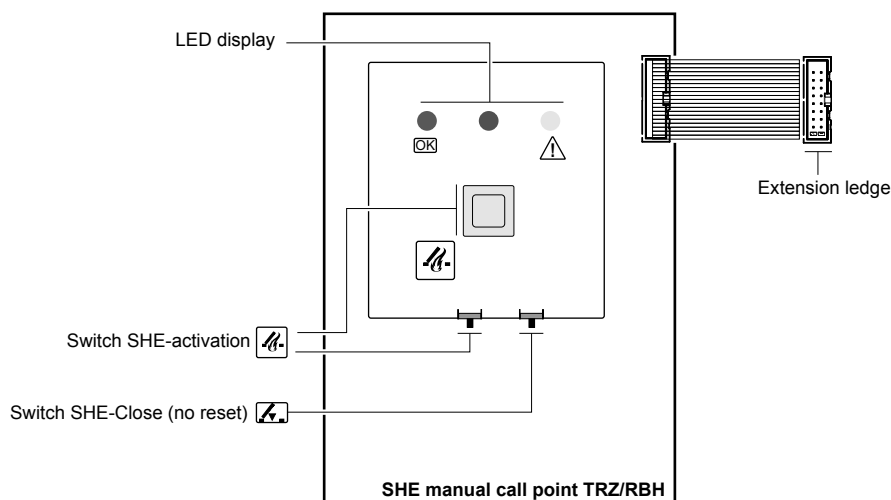 LED display
OK
Extension ledge
Switch SHE-activation
Switch SHE-Close (no reset)
SHE manual call point TRZ/RBH